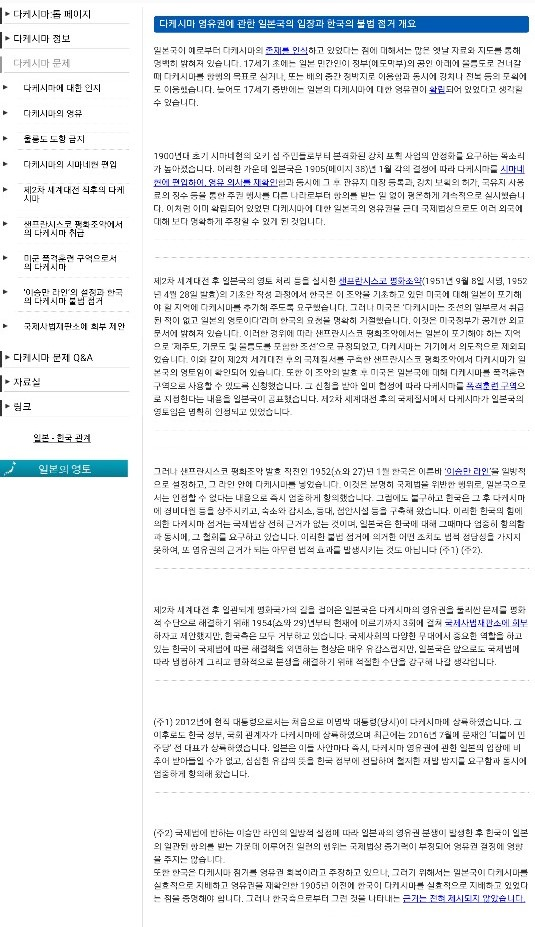 다케시마:톱 페이지
다케시마 정보
다케시마 문제
다케시마에 대한 인지
다케시마의 영유
울릉도 도항 금지
다케시마의 시마네현 편입
제2차 세계대전 직후의 다케
시마
샌프란시스코 평화조약에서
의 다케시마 취급
미군 폭격훈련 구역으로서
의 다케시마
'이승만 라인'의 설정과 한국
의 다케시마 불법 점거
국제사법재판소에 회부 제안
다케시마 문제 Q&A
자료실
링크
일본 - 한국 관계
일본의 영토
다케시마 영유권에 관한 일본국의 입장과 한국의 불법 점거 개요
일본국이 예로부터 다케시마의 존재를 인식하고 있었다는 점에 대해서는 많은 옛날 자료와 지도를 통해
명백히 밝혀져 있습니다. 17세기 초에는 일본 민간인이 정부(에도막부)의 공인 아래에 울릉도로 건너갈
때 다케시마를 항행의 목표로 삼거나, 또는 배의 중간 정박지로 이용함과 동시에 강치나 전복 등의 포획에
도 이용했습니다. 늦어도 17세기 중반에는 일본의 다케시마에 대한 영유권이 확립되어 있었다고 생각할
수 있습니다.
1900년대 초기 시마네현의 오키 섬 주민들로부터 본격화된 강치 포획 사업의 안정화를 요구하는 목소리
가 높아졌습니다. 이러한 가운데 일본국은 1905(메이지 38)년 1월 각의 결정에 따라 다케시마를 시마네
현에 편입하여, 영유 의사를 재확인함과 동시에 그 후 관유지 대장 등록과, 강치 포획의 허가, 국유지 사용
료의 징수 등을 통한 주권 행사를 다른 나라로부터 항의를 받는 일 없이 평온하게 계속적으로 실시했습니
다. 이처럼 이미 확립되어 있었던 다케시마에 대한 일본국의 영유권을 근대 국제법상으로도 여러 외국에
대해 보다 명확하게 주장할 수 있게 된 것입니다.
제2차 세계대전 후 일본국의 영토 처리 등을 실시한 샌프란시스코 평화조약(1951년 9월 8일 서명, 1952
년 4월 28일 발효)의 기초안 작성 과정에서 한국은 이 조약을 기초하고 있던 미국에 대해 일본이 포기해
야 할 지역에 다케시마를 추가해 주도록 요구했습니다. 그러나 미국은 '다케시마는 조선의 일부로서 취급
된 적이 없고 일본의 영토이다'라며 한국의 요청을 명확히 거절했습니다. 이것은 미국정부가 공개한 외교
문서에 밝혀져 있습니다. 이러한 경위에 따라 샌프란시스코 평화조약에서는 일본이 포기해야 하는 지역
으로 '제주도, 거문도 및 울릉도를 포함한 조선'으로 규정되었고, 다케시마는 거기에서 의도적으로 제외되
었습니다. 이와 같이 제2차 세계대전 후의 국제질서를 구축한 샌프란시스코 평화조약에서 다케시마가 일
본국의 영토임이 확인되어 있습니다. 또한 이 조약의 발효 후 미국은 일본국에 대해 다케시마를 폭격훈련
구역으로 사용할 수 있도록 신청했습니다. 그 신청을 받아 일미 협정에 따라 다케시마를 폭격훈련 구역으
로 지정한다는 내용을 일본국이 공표했습니다. 제2차 세계대전 후의 국제질서에서 다케시마가 일본국의
영토임은 명확히 인정되고 있었습니다.
그러나 샌프란시스코 평화조약 발효 직전인 1952(쇼와 27)년 1월 한국은 이른바 '이승만 라인'을 일방적
으로 설정하고, 그 라인 안에 다케시마를 넣었습니다. 이것은 분명히 국제법을 위반한 행위로, 일본국으로
서는 인정할 수 없다는 내용으로 즉시 엄중하게 항의했습니다. 그럼에도 불구하고 한국은 그 후 다케시마
에 경비대원 등을 상주시키고, 숙소와 감시소, 등대, 접안시설 등을 구축해 왔습니다. 이러한 한국의 힘에
의한 다케시마 점거는 국제법상 전혀 근거가 없는 것이며, 일본국은 한국에 대해 그때마다 엄중히 항의함
과 동시에, 그 철회를 요구하고 있습니다. 이러한 불법 점거에 의거한 어떤 조치도 법적 정당성을 가지지
못하여, 또 영유권의 근거가 되는 아무런 법적 효과를 발생시키는 것도 아닙니다 (주1) (주2).
제2차 세계대전 후 일관되게 평화국가의 길을 걸어온 일본국은 다케시마의 영유권을 둘러싼 문제를 평화
적 수단으로 해결하기 위해 1954(쇼와 29)년부터 현재에 이르기까지 3회에 걸쳐 국제사법재판소에 회부
하자고 제안했지만, 한국측은 모두 거부하고 있습니다. 국제사회의 다양한 무대에서 중요한 역할을 하고
있는 한국이 국제법에 따른 해결책을 외면하는 현상은 매우 유감스럽지만, 일본국은 앞으로도 국제법에
따라 냉정하게 그리고 평화적으로 분쟁을 해결하기 위해 적절한 수단을 강구해 나갈 생각입니다.
(주1) 2012년에 현직 대통령으로서는 처음으로 이명박 대통령(당시)이 다케시마에 상륙하였습니다. 그
이후로도 한국 정부, 국회 관계자가 다케시마에 상륙하였으며 최근에는 2016년 7월에 문재인 '더불어 민
주당' 전 대표가 상륙하였습니다. 일본은 이들 사안마다 즉시, 다케시마 영유권에 관한 일본의 입장에 비
추어 받아들일 수가 없고, 심심한 유감의 뜻을 한국 정부에 전달하며 철저한 재발 방지를 요구함과 동시에
엄중하게 항의해 왔습니다.
(주2) 국제법에 반하는 이승만 라인의 일방적 설정에 따라 일본과의 영유권 분쟁이 발생한 후 한국이 일본
의 일관된 항의를 받는 가운데 이루어진 일련의 행위는 국제법상 증거력이 부정되어 영유권 결정에 영향
을 주지는 않습니다.
또한 한국은 다케시마 점거를 영유권 회복이라고 주장하고 있으나, 그러기 위해서는 일본국이 다케시마를
실효적으로 지배하고 영유권을 재확인한 1905년 이전에 한국이 다케시마를 실효적으로 지배하고 있었다
는 점을 증명해야 합니다. 그러나 한국측으로부터 그런 것을 나타내는 근거는 전혀 제시되지 않았습니다.